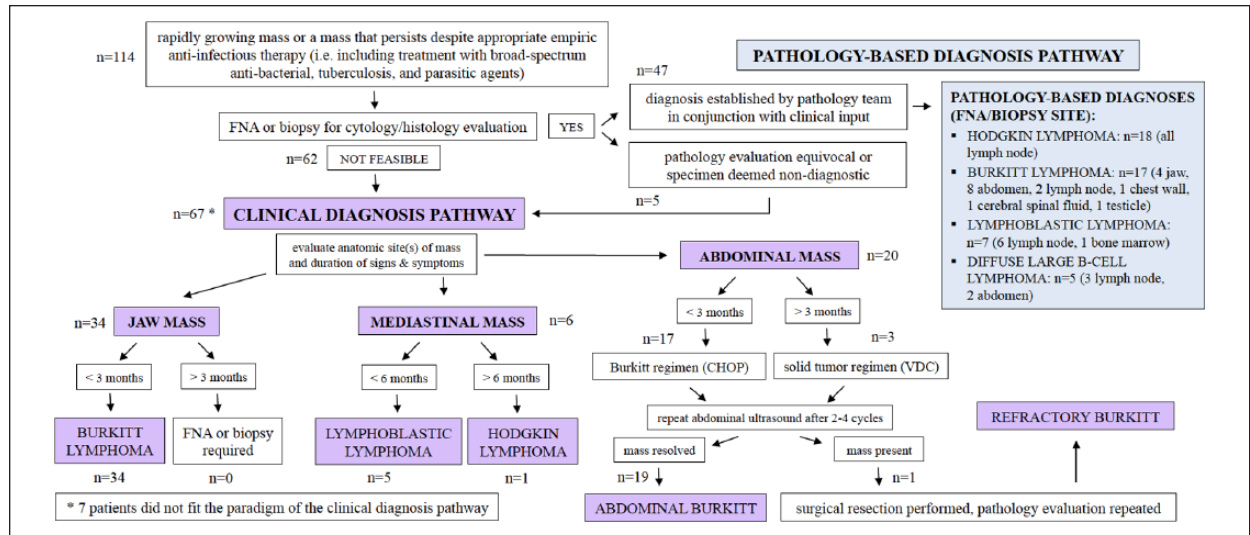 n=114
rapidly growing mass or a mass that persists despite appropriate empiric
anti-infectious therapy (i.e. including treatment with broad-spectrum
anti-bacterial, tuberculosis, and parasitic agents)
FNA or biopsy for cytology/histology evaluation
YES
n=47
diagnosis established by pathology team
in conjunction with clinical input
pathology evaluation equivocal or
specimen deemed non-diagnostic
n=5
PATHOLOGY-BASED DIAGNOSIS PATHWAY
PATHOLOGY-BASED DIAGNOSES
(FNA/BIOPSY SITE):
▪ HODGKIN LYMPHOMA: n=18 (all
lymph node)
▪ BURKITT LYMPHOMA: n=17 (4 jaw,
8 abdomen, 2 lymph node, 1 chest wall,
1 cerebral spinal fluid, 1 testicle)
▪ LYMPHOBLASTIC LYMPHOMA:
n=7 (6 lymph node, 1 bone marrow)
▪ DIFFUSE LARGE B-CELL
LYMPHOMA: n=5 (3 lymph node,
2 abdomen)
n=62
NOT FEASIBLE
n=67 *
CLINICAL DIAGNOSIS PATHWAY
evaluate anatomic site(s) of mass
and duration of signs & symptoms
n=34
JAW MASS
< 3 months
> 3 months
BURKITT
LYMPHOMA
n=34
FNA or biopsy
required
n=0
MEDIASTINAL MASS
n=6
< 6 months
> 6 months
LYMPHOBLASTIC
LYMPHOMA
n=5
HODGKIN
LYMPHOMA
n=1
ABDOMINAL MASS
n=20
< 3 months
> 3 months
n=17
n=3
Burkitt regimen (CHOP)
solid tumor regimen (VDC)
repeat abdominal ultrasound after 2-4 cycles
mass resolved
mass present
n=19
n=1
ABDOMINAL BURKITT
surgical resection performed, pathology evaluation repeated
REFRACTORY BURKITT
* 7 patients did not fit the paradigm of the clinical diagnosis pathway